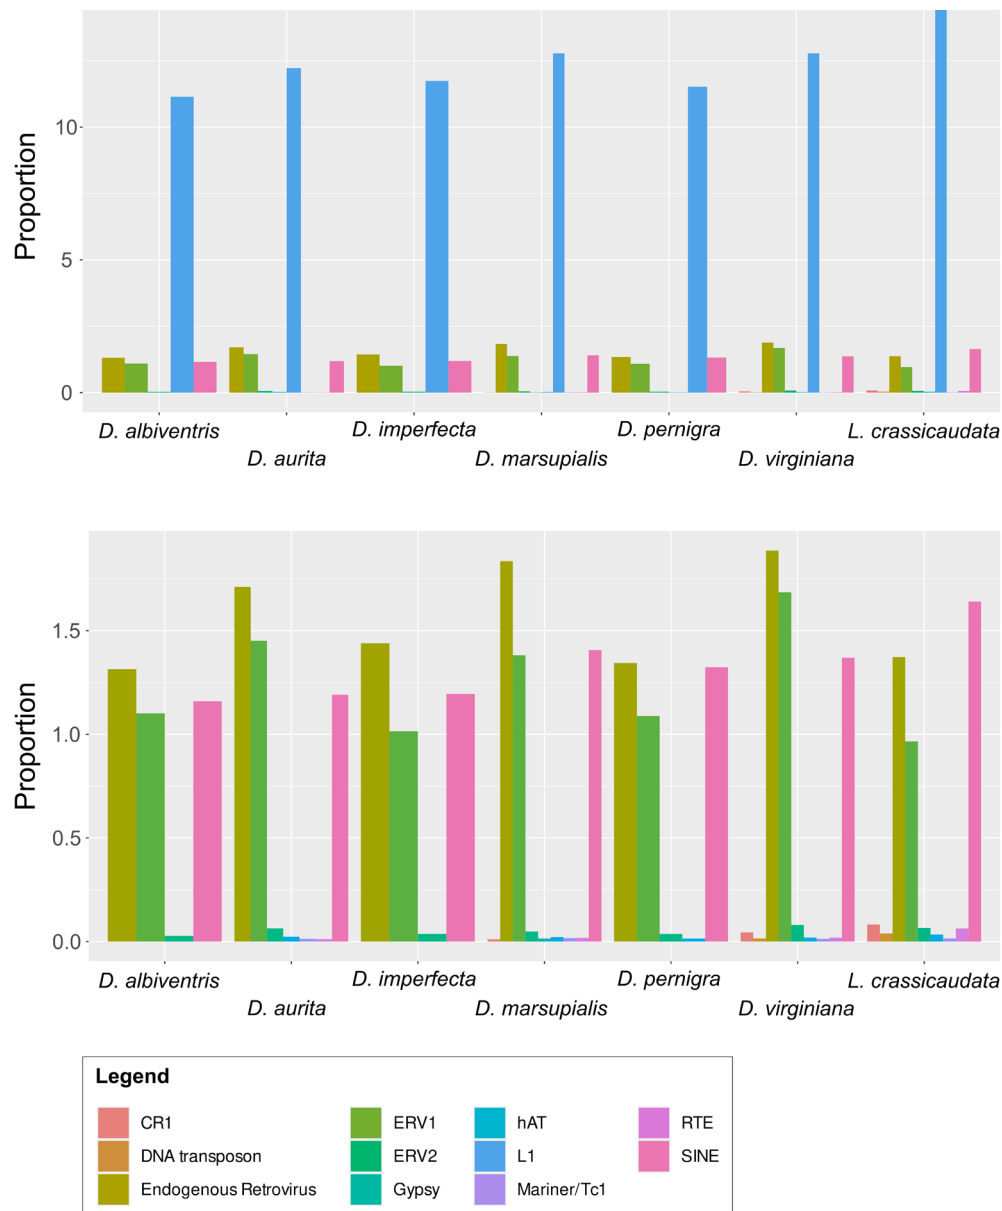 Proportion
10
5
0
D. albiventris D. imperfecta D. pernigra L. crassicaudata
D. aurita D. marsupialis D. virginiana
Proportion
1.5
1.0
0.5
0.0
D. albiventris D. imperfecta D. pernigra L. crassicaudata
D. aurita D. marsupialis D. virginiana
Legend
CR1 ERV1 hAT RTE
DNA transposon ERV2 L1 SINE
Endogenous Retrovirus Gypsy Mariner/Tc1